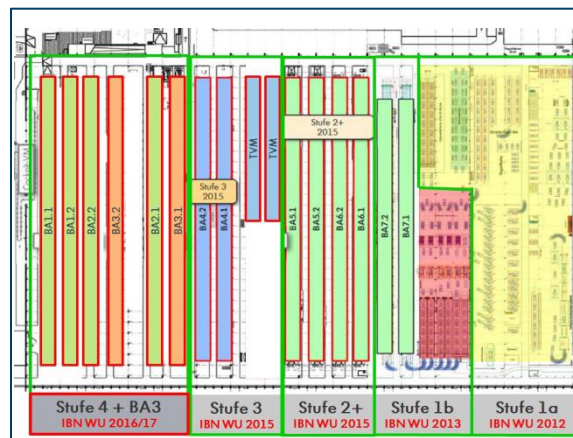 TVM
TVM
Stufe 2+
2015
Stufe 3
2015
BA1.1
BA1.2
BA2.2
BA3.2
BA2.1
BA3.1
BA4.2
BA4.1
BA5.1
BA5.2
BA6.2
BA6.1
BA7.2
BA7.1
Stufe 4 + BA3
IBN WU 2016/17
Stufe 3
IBN WU 2015
Stufe 2+
IBN WU 2015
Stufe 1b
IBN WU 2013
Stufe 1a
IBN WU 2012